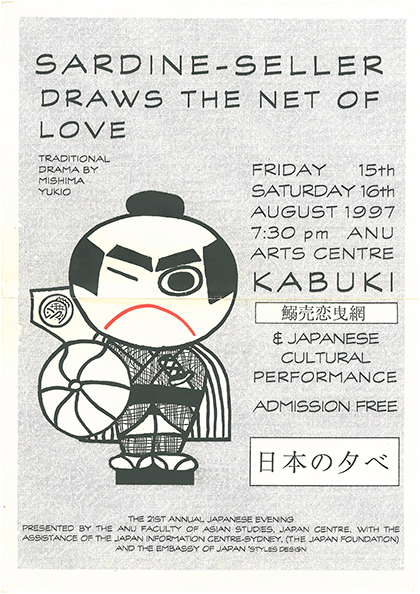 SARDINE-SELLER
DRAWS THE NET OF
LOVE
TRADITIONAL
DRAMA BY
MISHIMA
YUKIO
FRIDAY 15th
SATURDAY 16th
AUGUST 1997
7:30 pm ANU
ARTS CENTRE
KABUKI
鰯売恋曳網
& JAPANESE
CULTURAL
PERFORMANCE
ADMISSION FREE
日本の夕べ
THE 21ST ANNUAL JAPANESE EVENING
PRESENTED BY THE ANU FACULTY OF ASIAN STUDIES, JAPAN CENTRE, WITH THE
ASSISTANCE OF THE JAPAN INFORMATION CENTRE-SYDNEY, (THE JAPAN FOUNDATION)
AND THE EMBASSY OF JAPAN *STYLES DESIGN